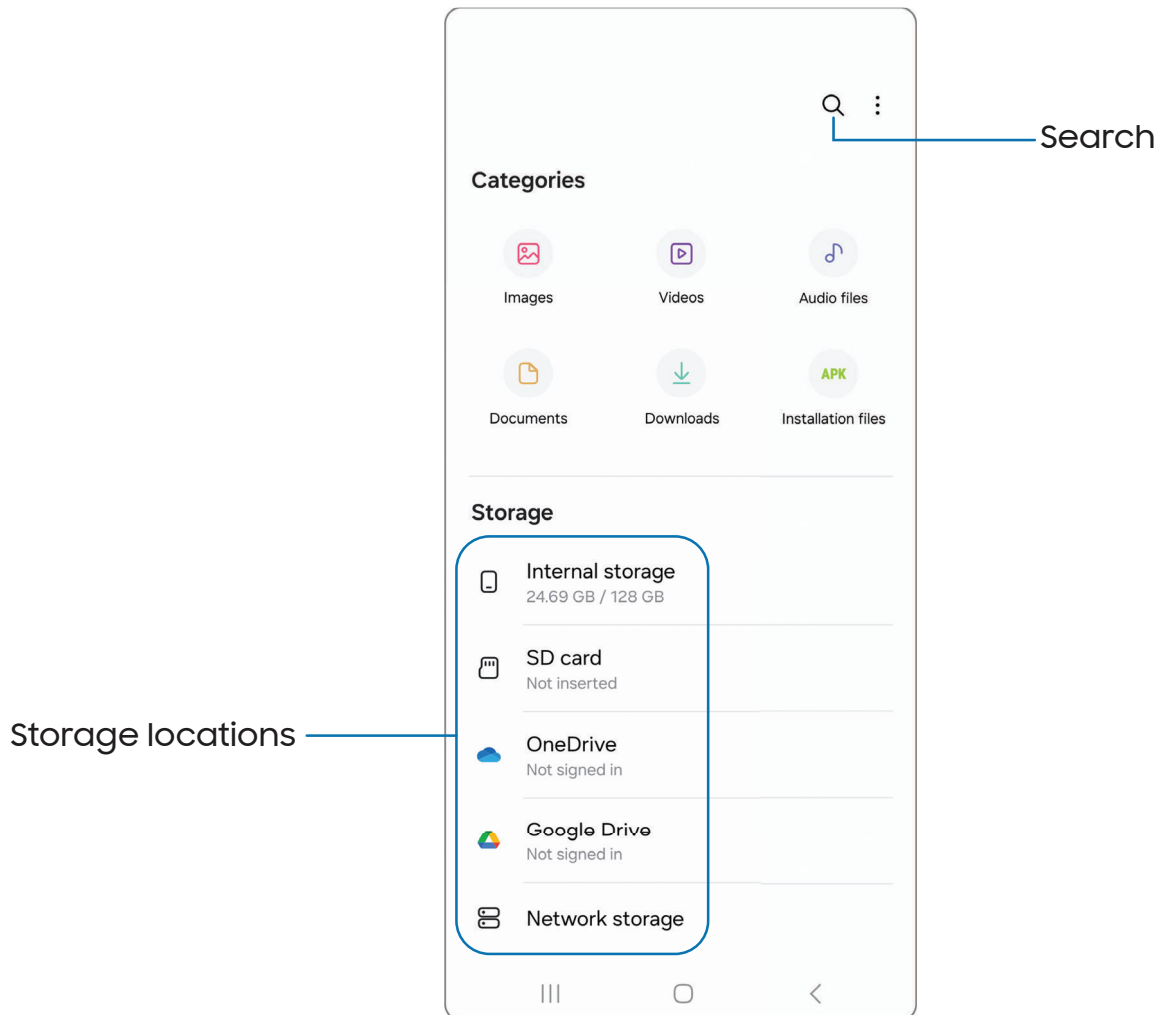 Search
Categories
Images Videos Audio files
APK
Documents Downloads Installation files
Storage
Internal storage
24.69 GB / 128 GB
SD card
Not inserted
Storage locations
OneDrive
Not signed in
Google Drive
Not signed in
Network storage